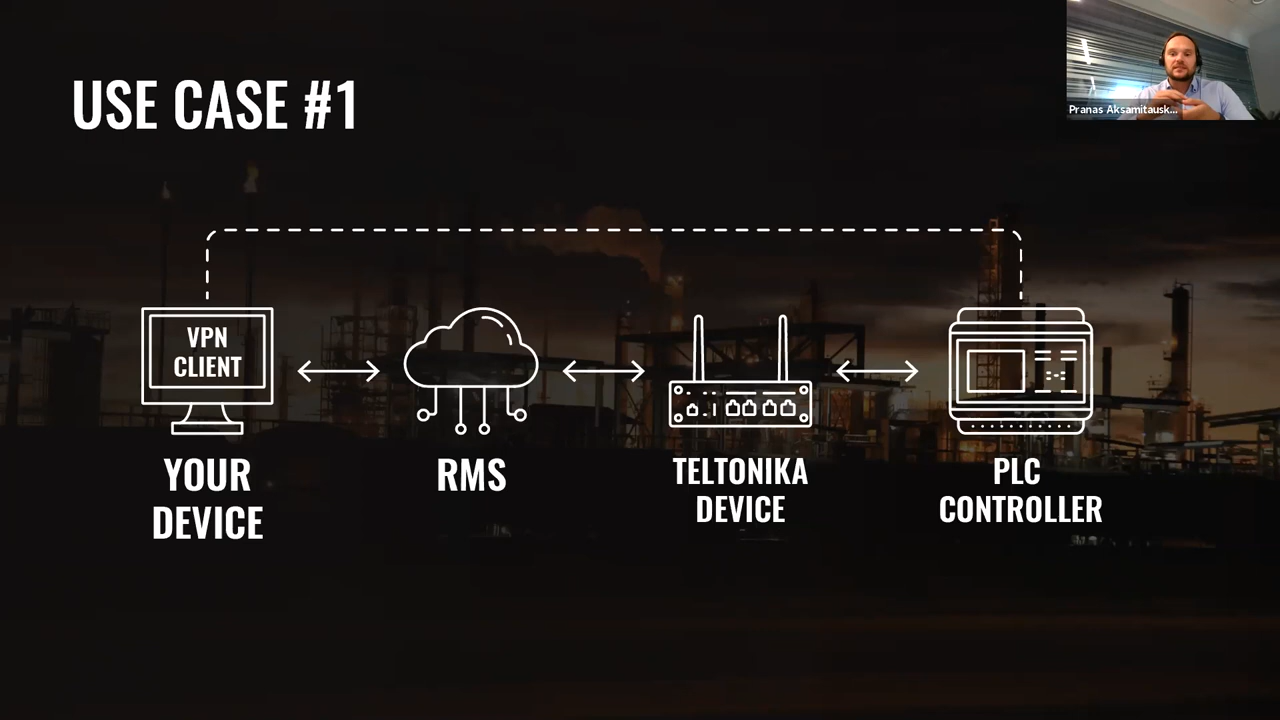 USE CASE #1
Pranas Aksamitausk...
VPN
CLIENT
YOUR
DEVICE
RMS
TELTONIKA
DEVICE
PLC
CONTROLLER